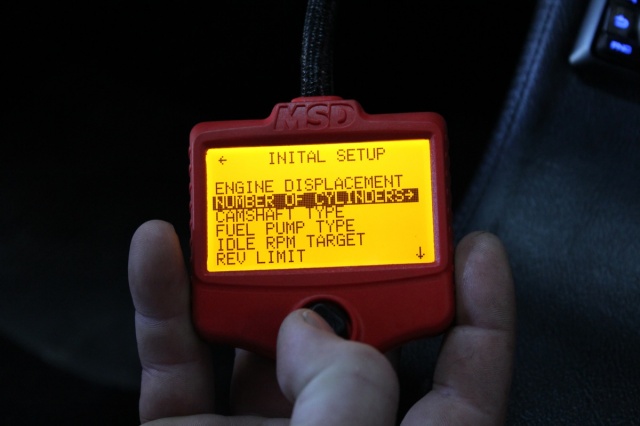 MSD
← INITAL SETUP
ENGINE DISPLACEMENT
NUMBER OF CYLINDERS→
CAMSHAFT TYPE
FUEL PUMP TYPE
IDLE RPM TARGET
REV LIMIT ↓